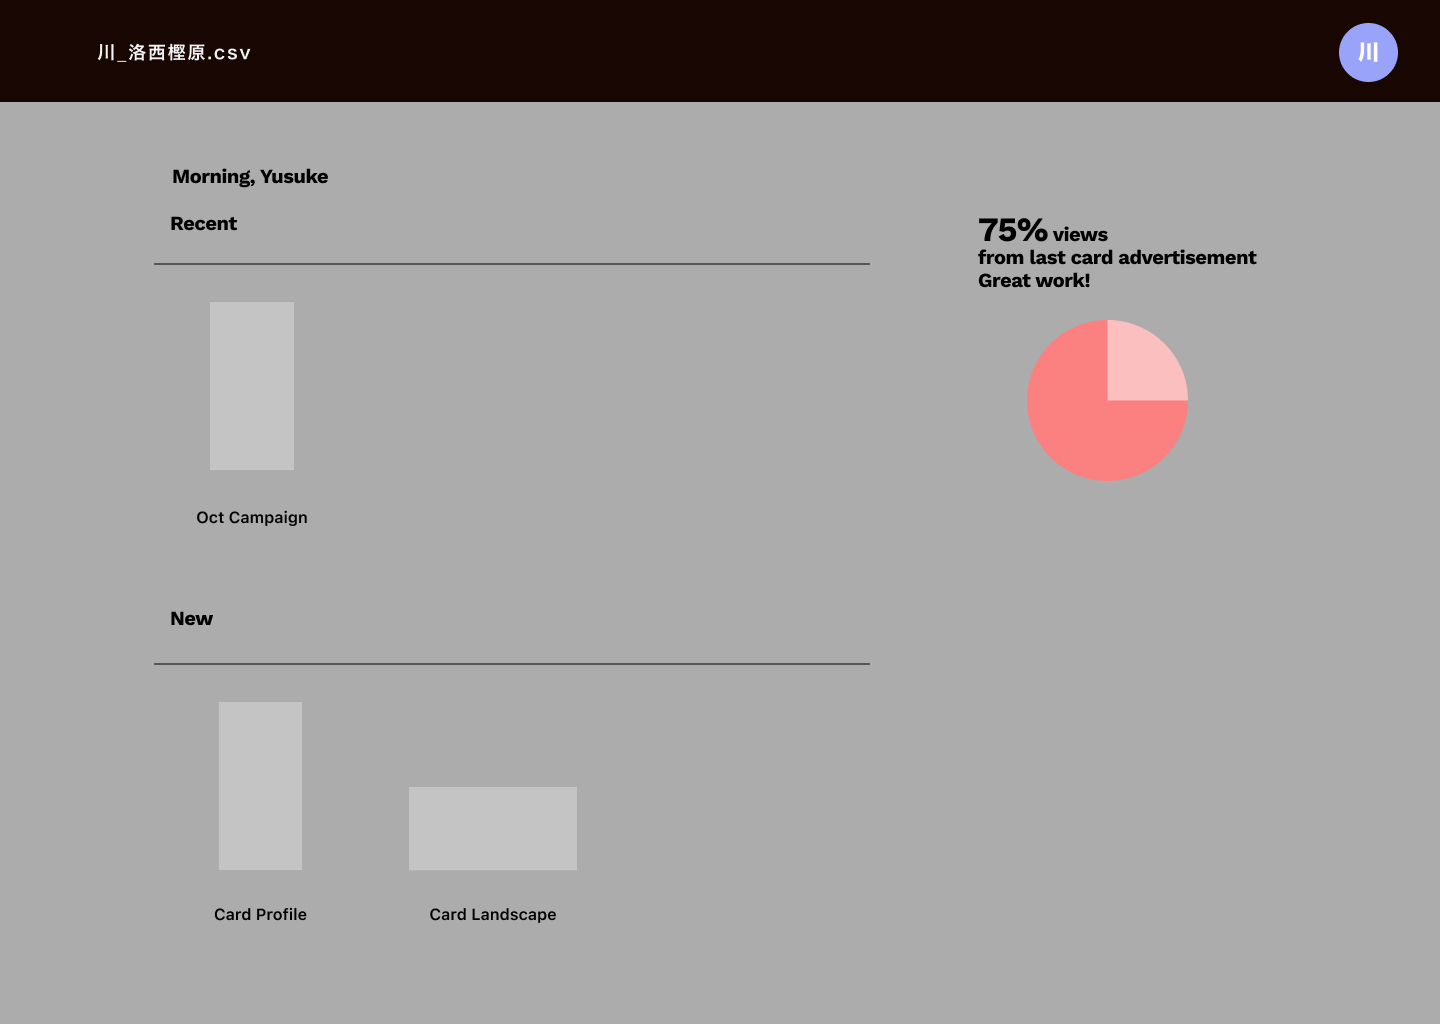 川_洛西樫原.csv
川
Morning, Yusuke
Recent
75% views
from last card advertisement
Great work!
Oct Campaign
New
Card Profile
Card Landscape